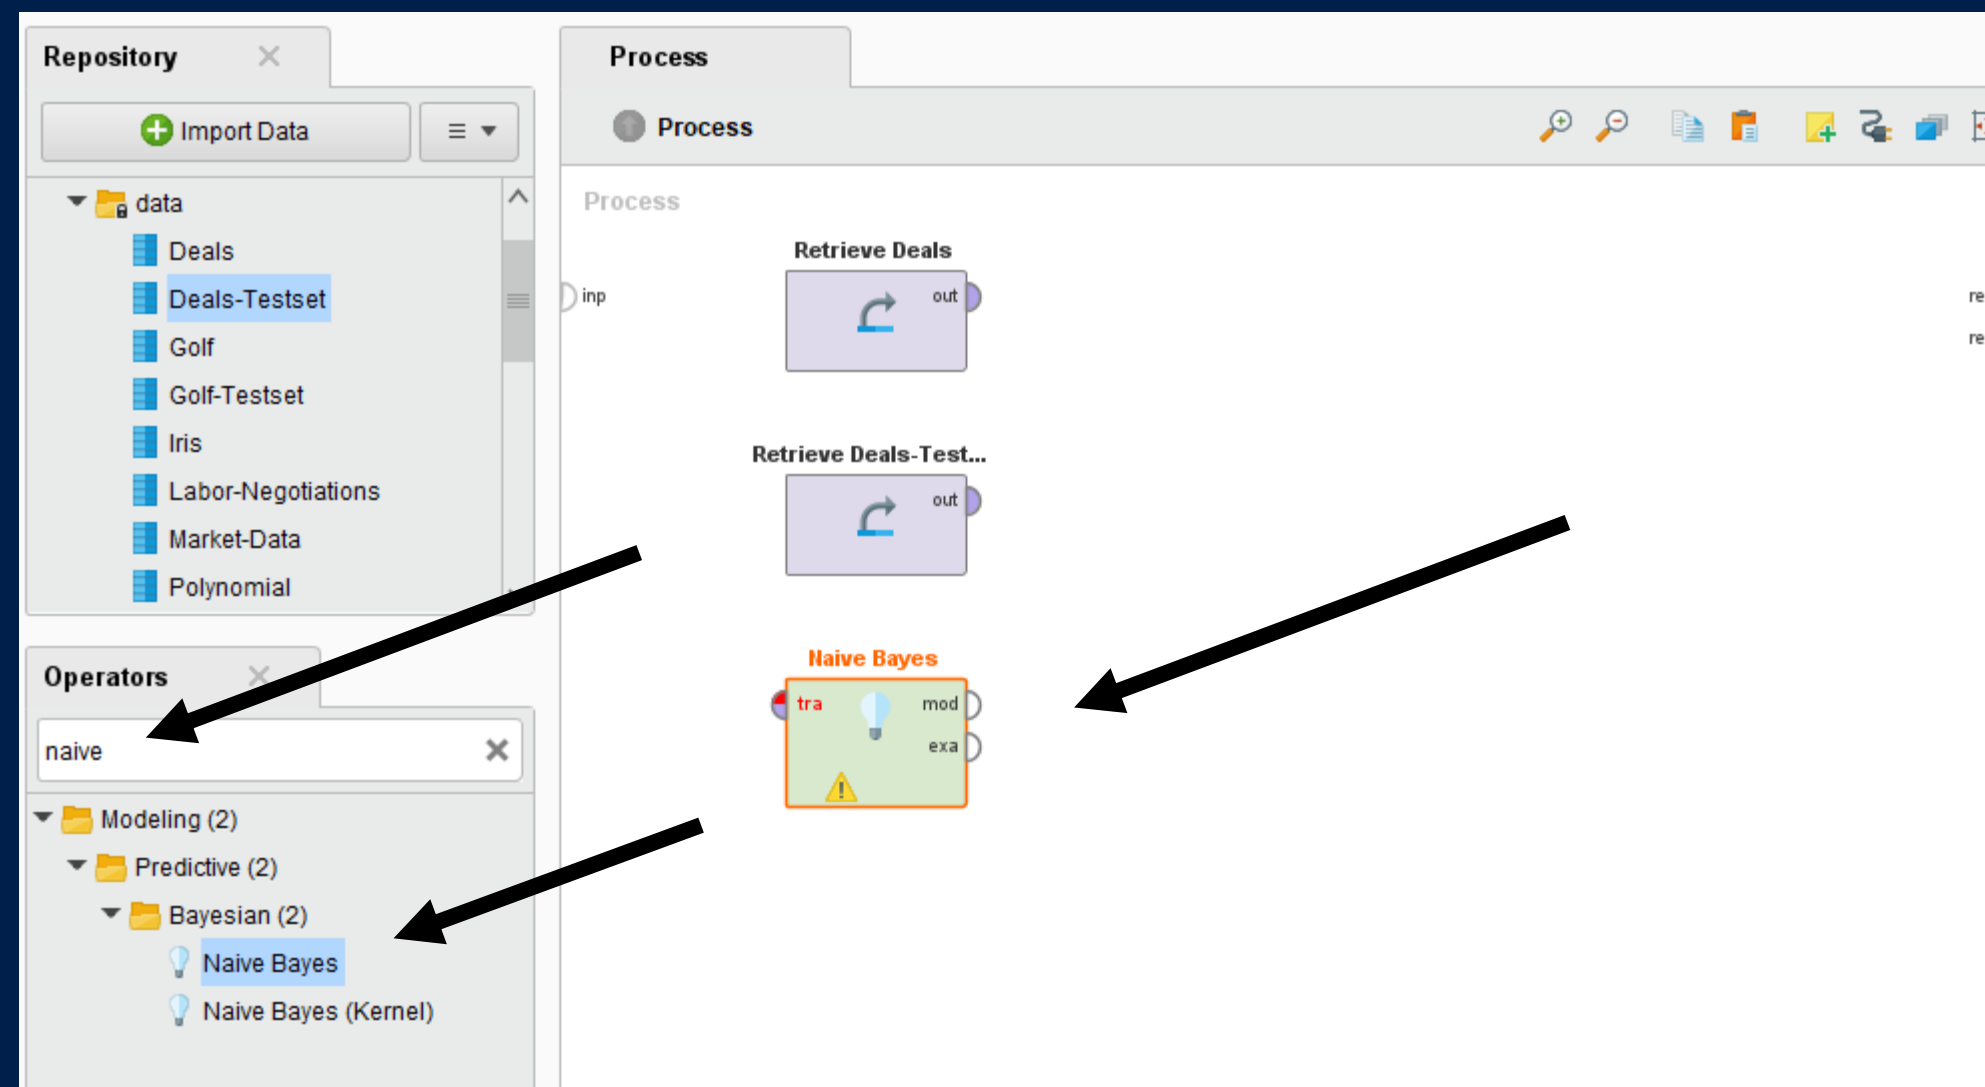 Repository
Import Data
data
Deals
Deals-Testset
Golf
Golf-Testset
Iris
Labor-Negotiations
Market-Data
Polynomial
Operators
naive
Modeling (2)
Predictive (2)
Bayesian (2)
Naive Bayes
Naive Bayes (Kernel)
Process
Process
Process
inp
Retrieve Deals
out
Retrieve Deals-Test...
out
Naive Bayes
tra
mod
exa
re
re